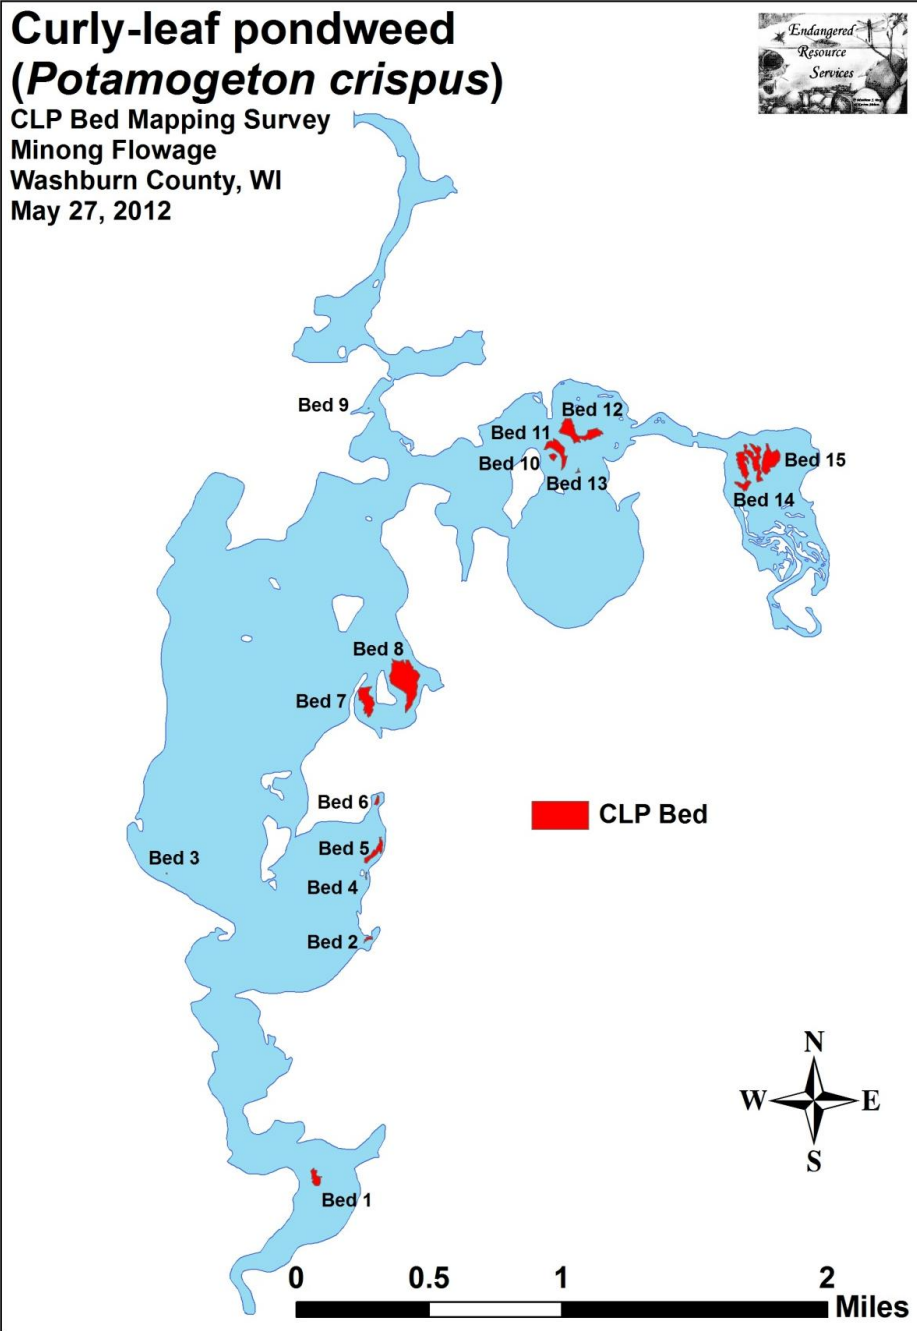 Curly-leaf pondweed
(Potamogeton crispus)
CLP Bed Mapping Survey
Minong Flowage
Washburn County, WI
May 27, 2012
Endangered
Resource
Services
Bed 9
Bed 12
Bed 11
Bed 10
Bed 13
Bed 15
Bed 14
Bed 8
Bed 7
Bed 6
CLP Bed
Bed 5
Bed 3
Bed 4
Bed 2
N
W E
S
Bed 1
0 0.5 1 2
Miles